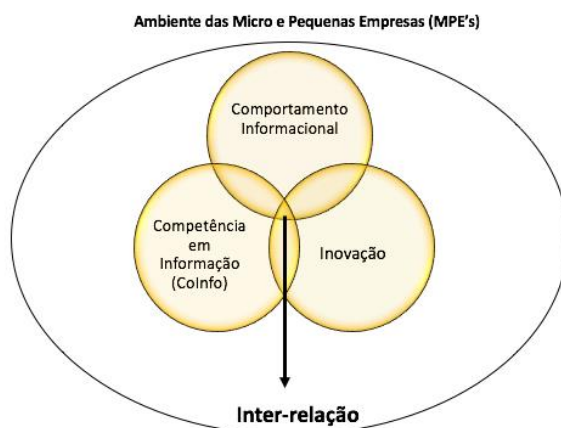 Ambiente das Micro e Pequenas Empresas (MPE's)
Comportamento
Informacional
Competência
em
Informação
(CoInfo)
Inovação
Inter-relação